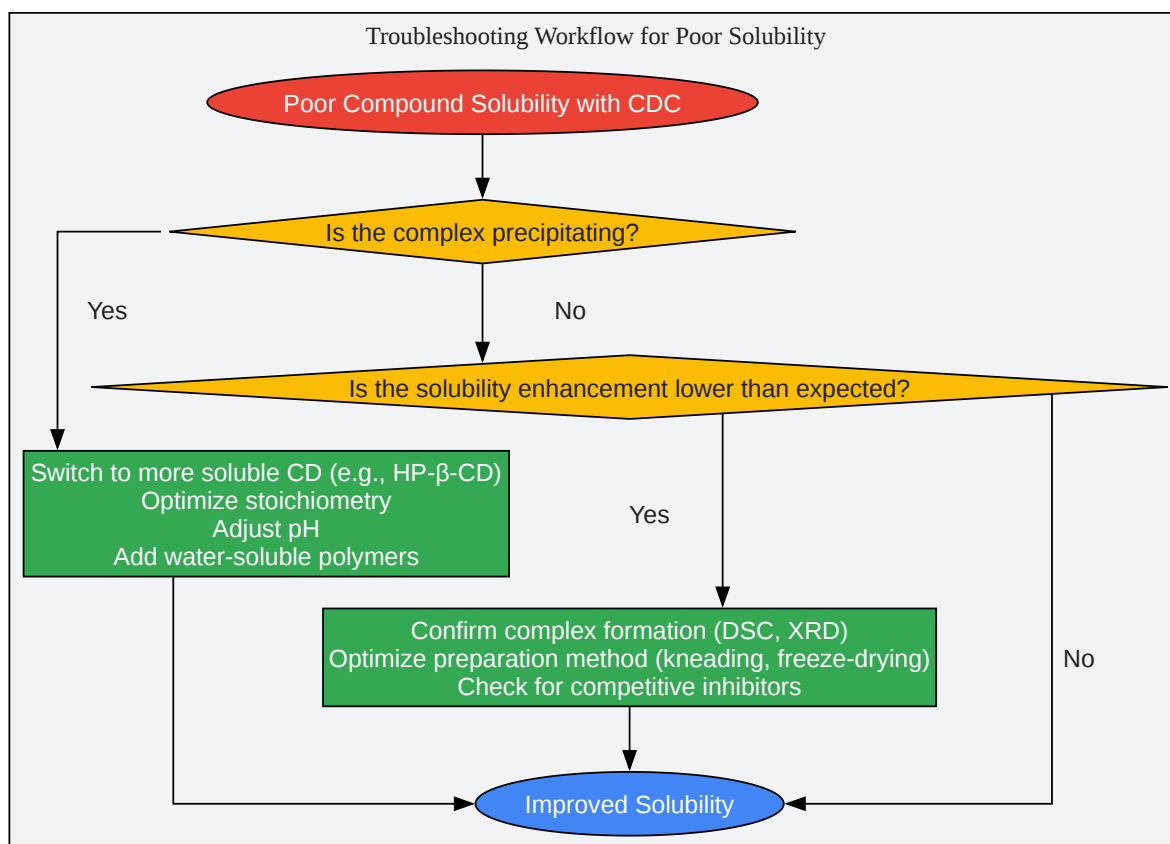 Troubleshooting Workflow for Poor Solubility
Poor Compound Solubility with CDC
Is the complex precipitating?
Yes
No
Is the solubility enhancement lower than expected?
Switch to more soluble CD (e.g., HP-β-CD)
Optimize stoichiometry
Adjust pH
Add water-soluble polymers
Yes
Confirm complex formation (DSC, XRD)
Optimize preparation method (kneading, freeze-drying)
Check for competitive inhibitors
No
Improved Solubility